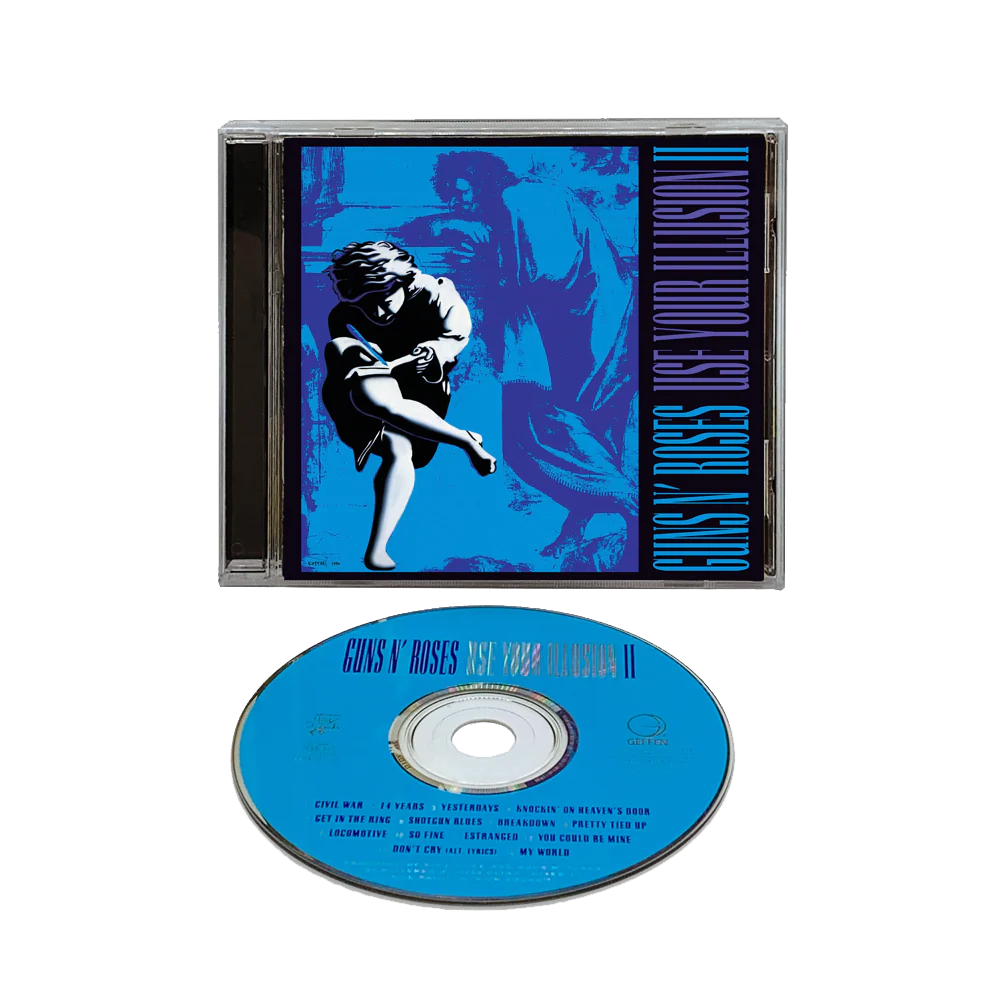 GUNS N' ROSES USE YOUR ILLUSION II
GUNS N' ROSES USE YOUR ILLUSION II
GEFFEN
CIVIL WAR 14 YEARS YESTERDAYS KNOCKIN' ON HEAVEN'S DOOR
GET IN THE RING SHOTGUN BLUES BREAKDOWN PRETTY TIED UP
LOCOMOTIVE SO FINE ESTRANGED YOU COULD BE MINE
DON'T CRY (ALT. LYRICS) MY WORLD